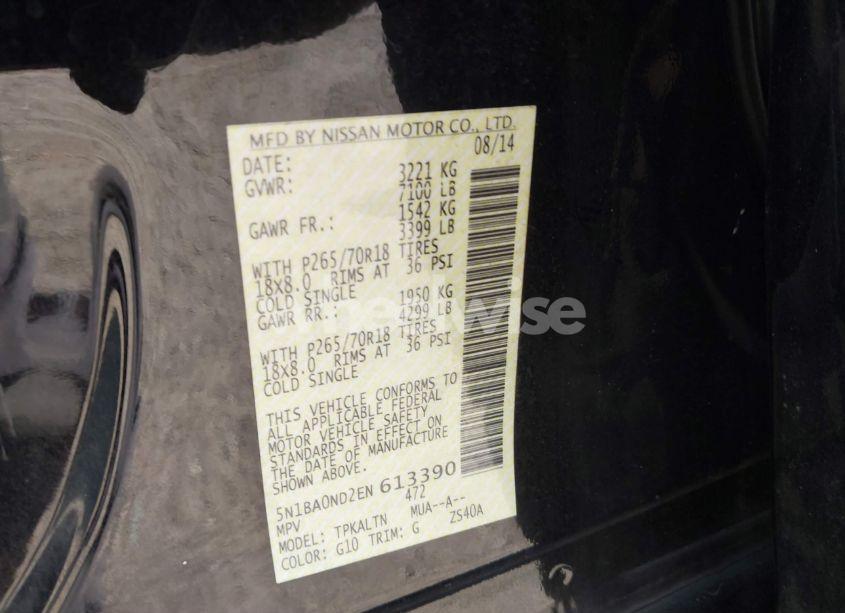 MFD BY NISSAN MOTOR CO., LTD.
DATE: 08/14
GVWR: 3221 KG
7100 LB
GAWR FR.: 1542 KG
3399 LB
WITH P265/70R18 TIRES
18X8.0 RIMS AT 36 PSI
COLD SINGLE
GAWR RR.: 1950 KG
4299 LB
WITH P265/70R18 TIRES
18X8.0 RIMS AT 36 PSI
COLD SINGLE
THIS VEHICLE CONFORMS TO
ALL APPLICABLE FEDERAL
MOTOR VEHICLE SAFETY
STANDARDS IN EFFECT ON
THE DATE OF MANUFACTURE
SHOWN ABOVE.
5N1BA0ND2EN 613390
MPV 472
MODEL: TPKALTN MUA--A--
COLOR: G10 TRIM: G ZS40A